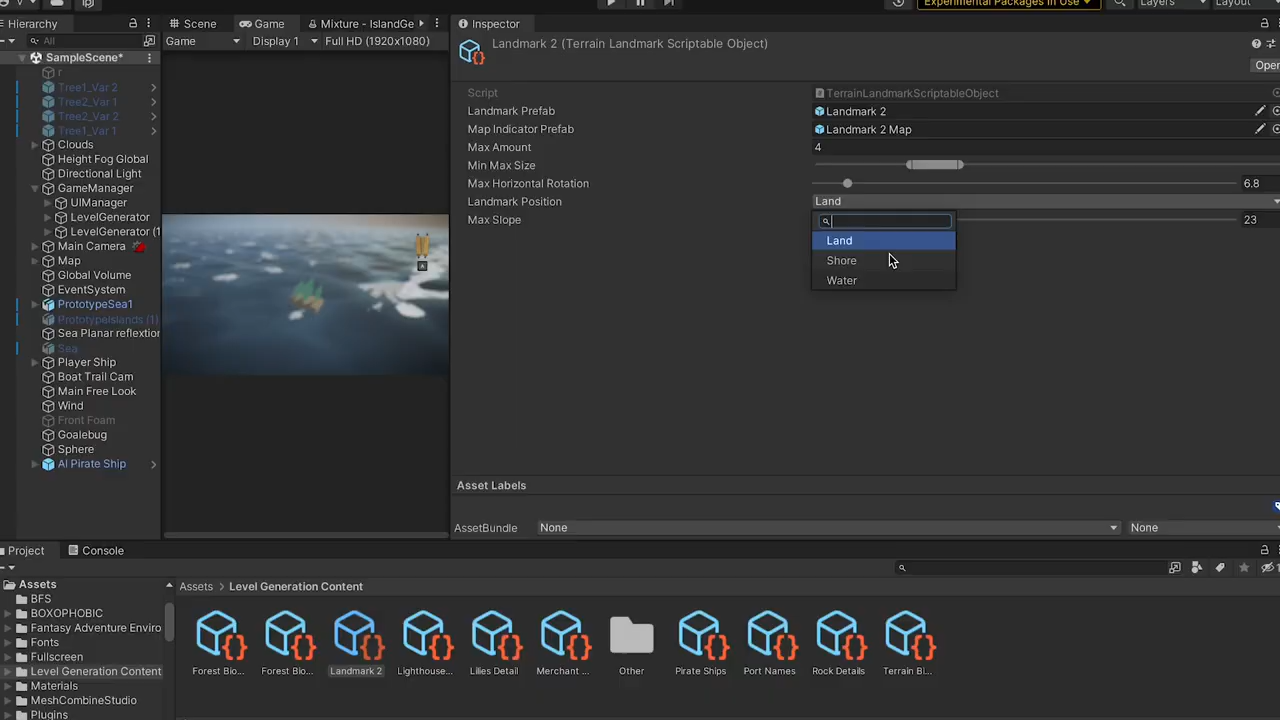 Experimental Packages In Use
Layers
Layout
Hierarchy
All
SampleScene*
r
Tree1_Var 2
Tree2_Var 1
Tree2_Var 2
Tree1_Var 1
Clouds
Height Fog Global
Directional Light
GameManager
UIManager
LevelGenerator
LevelGenerator (1
Main Camera
Map
Global Volume
EventSystem
PrototypeSea1
PrototypeIslands (1)
Sea Planar reflextion
Sea
Player Ship
Boat Trail Cam
Main Free Look
Wind
Front Foam
Goalebug
Sphere
AI Pirate Ship
Scene
Game
Mixture - IslandGe
Game
Display 1
Full HD (1920x1080)
Inspector
Landmark 2 (Terrain Landmark Scriptable Object)
Open
Script
TerrainLandmarkScriptableObject
Landmark Prefab
Landmark 2
Map Indicator Prefab
Landmark 2 Map
Max Amount
4
Min Max Size
Max Horizontal Rotation
6.8
Landmark Position
Land
Max Slope
23
Land
Shore
Water
Asset Labels
AssetBundle
None
None
Project
Console
Assets
BFS
BOXOPHOBIC
Fantasy Adventure Enviro
Fonts
Fullscreen
Level Generation Content
Materials
MeshCombineStudio
Plugins
Assets > Level Generation Content
Forest Bio...
Forest Bio...
Landmark 2
Lighthouse...
Lilies Detail
Merchant ...
Other
Pirate Ships
Port Names
Rock Details
Terrain Bi...